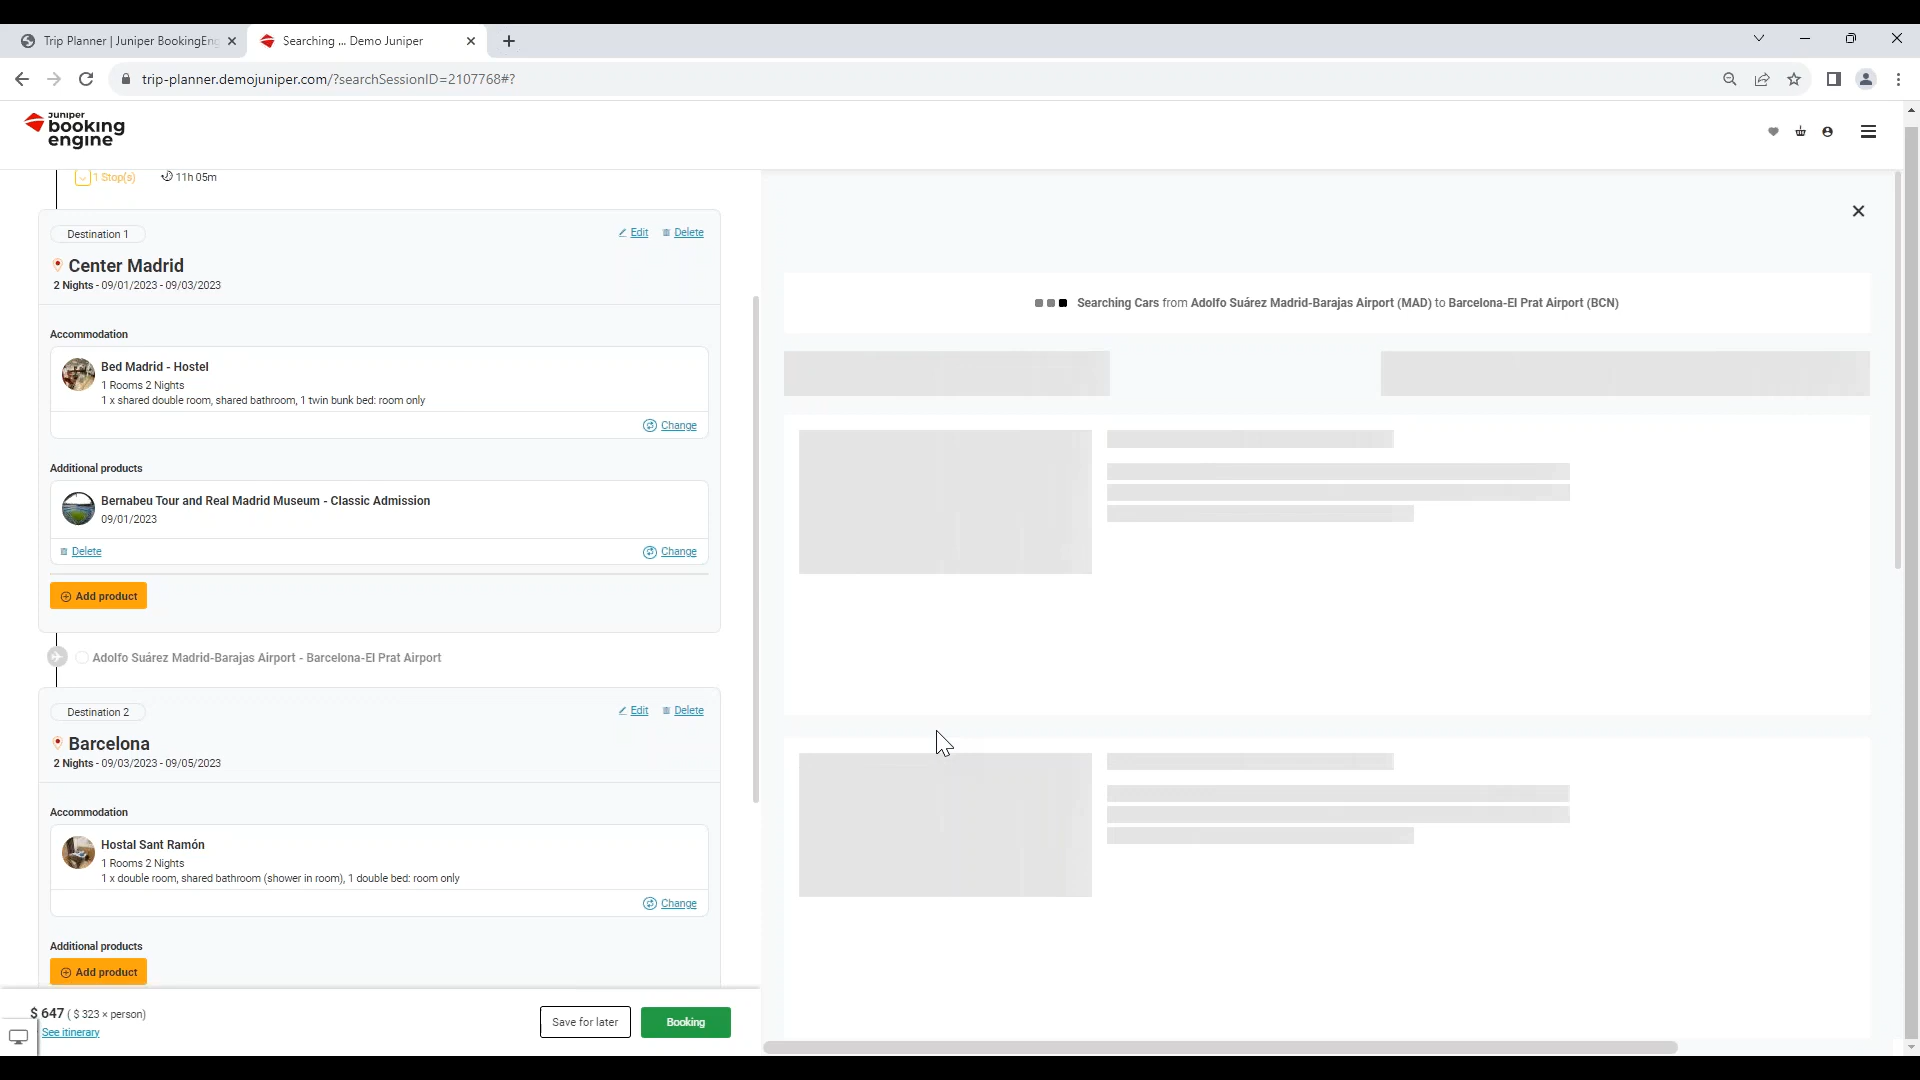 Trip Planner | Juniper BookingEng
Searching ... Demo Juniper
trip-planner.demojuniper.com/?searchSessionID=2107768#?
juniper
booking
engine
1 Stop(s) 11h 05m
Destination 1
Edit Delete
Center Madrid
2 Nights - 09/01/2023 - 09/03/2023
Accommodation
Bed Madrid - Hostel
1 Rooms 2 Nights
1 x shared double room, shared bathroom, 1 twin bunk bed: room only
Change
Additional products
Bernabeu Tour and Real Madrid Museum - Classic Admission
09/01/2023
Delete Change
Add product
Adolfo Suárez Madrid-Barajas Airport - Barcelona-El Prat Airport
Destination 2
Edit Delete
Barcelona
2 Nights - 09/03/2023 - 09/05/2023
Accommodation
Hostal Sant Ramón
1 Rooms 2 Nights
1 x double room, shared bathroom (shower in room), 1 double bed: room only
Change
Additional products
Add product
$ 647 ( $ 323 × person)
See itinerary
Save for later
Booking
Searching Cars from Adolfo Suárez Madrid-Barajas Airport (MAD) to Barcelona-El Prat Airport (BCN)